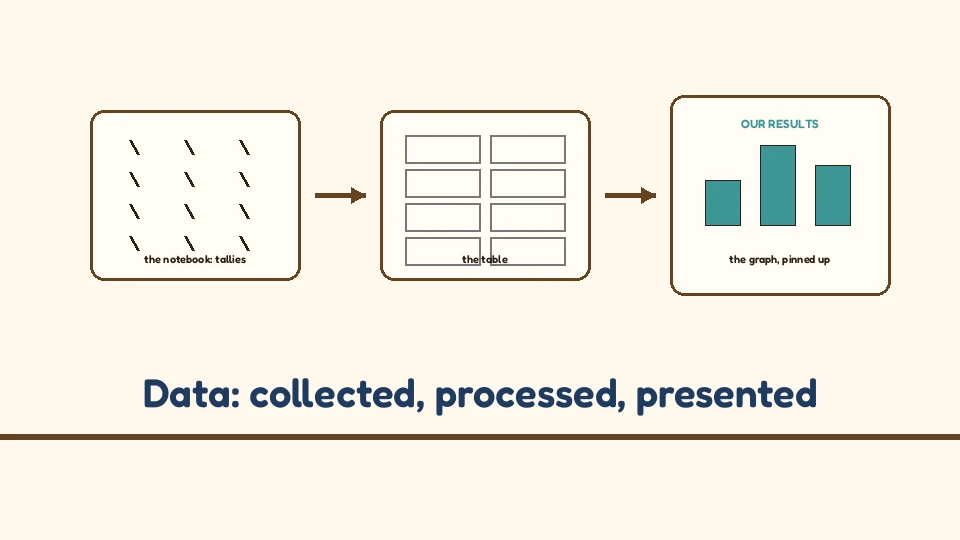 OUR RESULTS
the notebook: tallies
the table
the graph, pinned up
Data: collected, processed, presented